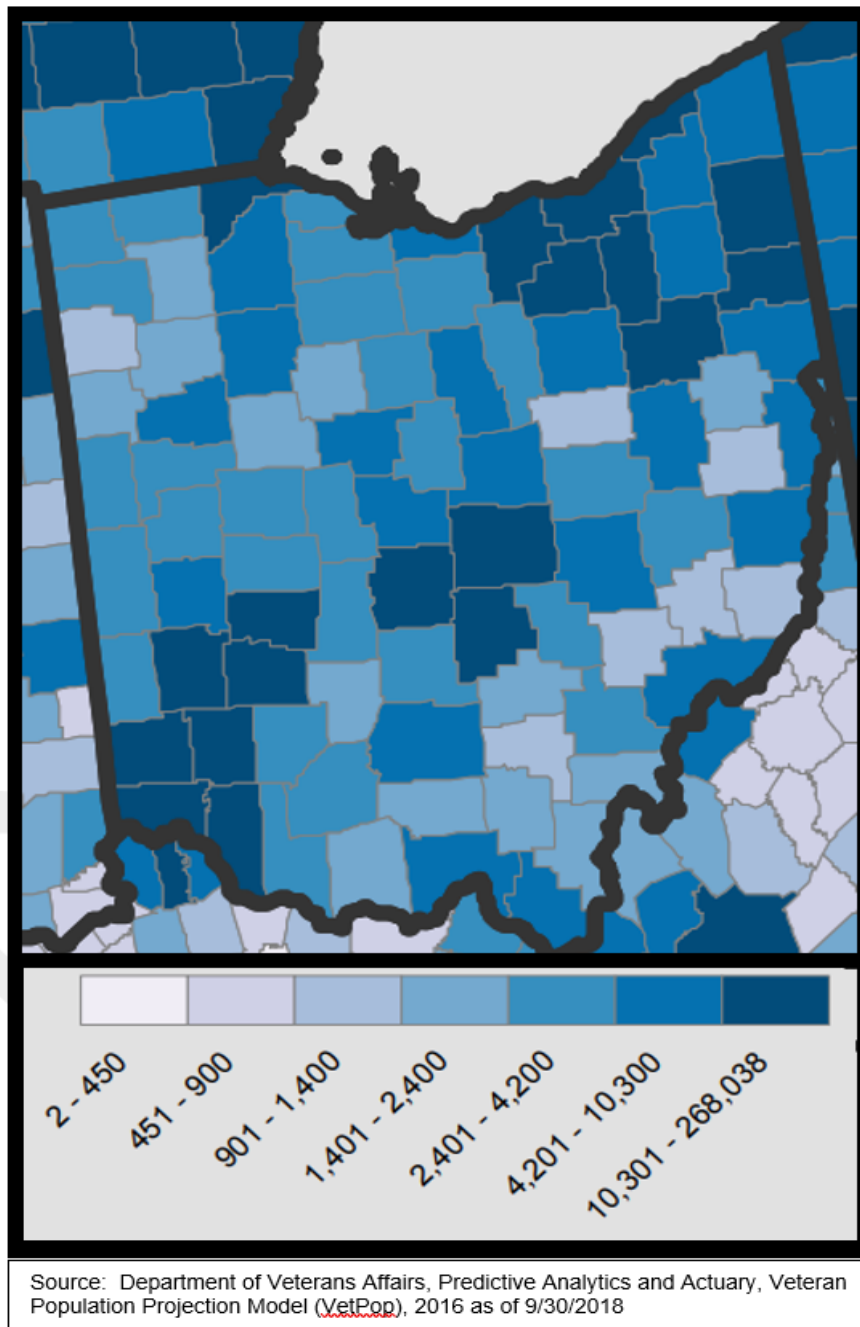 2 - 450
451 - 900
901 - 1,400
1,401 - 2,400
2,401 - 4,200
4,201 - 10,300
10,301 - 268,038
Source:  Department of Veterans Affairs, Predictive Analytics and Actuary, Veteran
Population Projection Model (VetPop), 2016 as of 9/30/2018